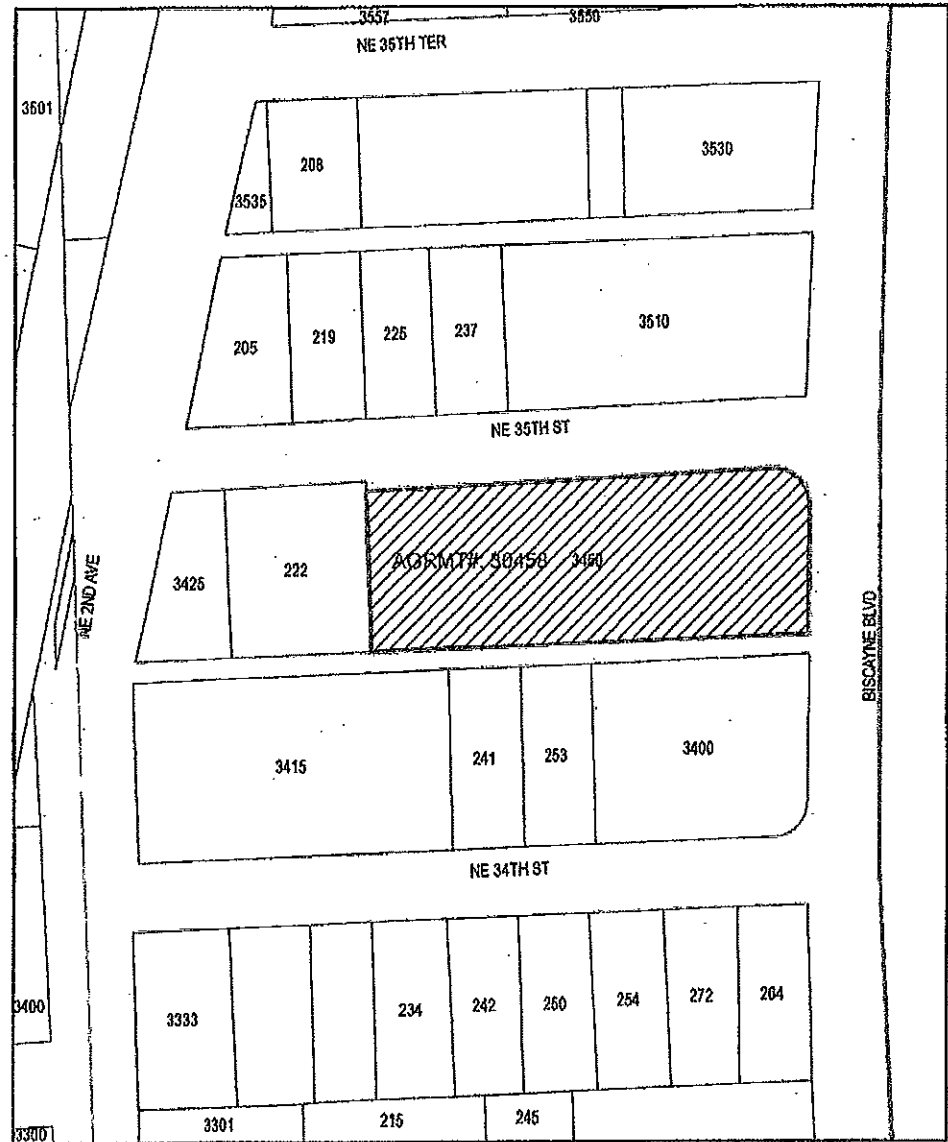 3557 3550
NE 35TH TER
3501
3535 208 3530
205 219 225 237 3510
NE 35TH ST
3425 222 AGRMT#. 30458 3450
NE 2ND AVE
BISCAYNE BLVD
3415 241 253 3400
NE 34TH ST
3400 3333 234 242 250 254 272 264
3301 215 245
3300